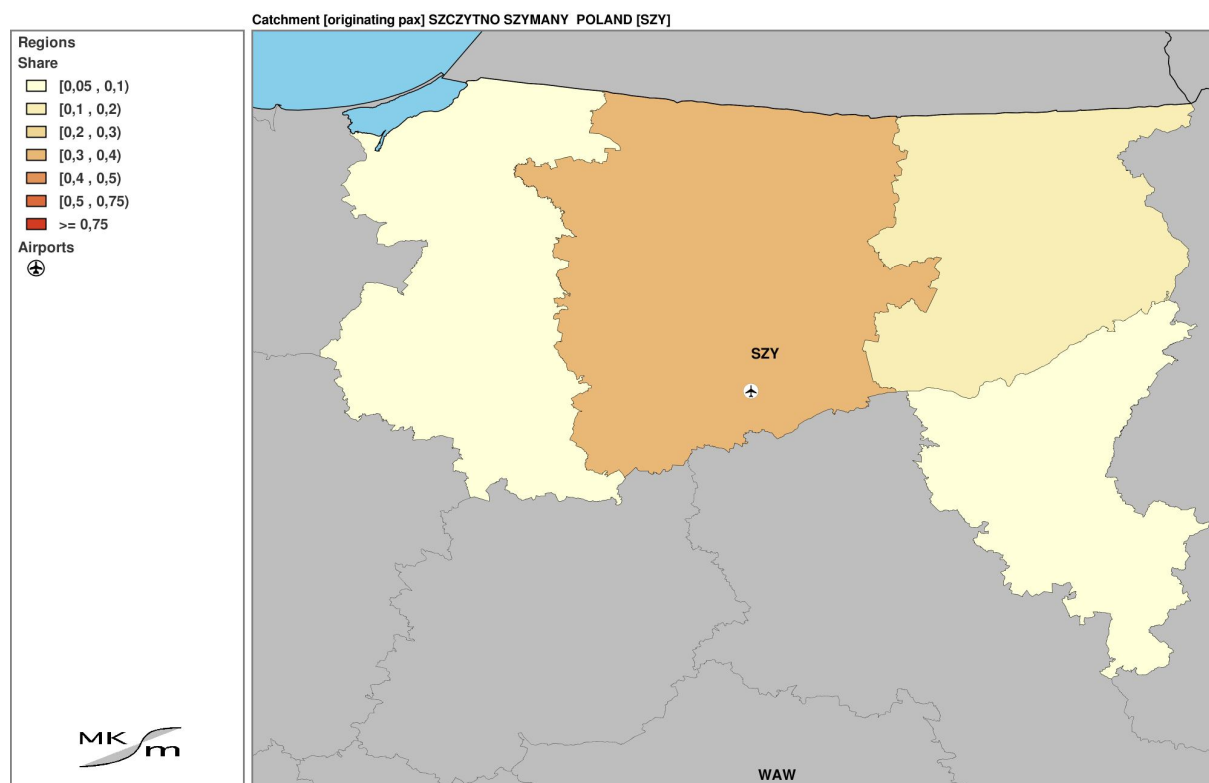 Catchment [originating pax] SZCZYTNO SZYMANY POLAND [SZY]
Regions
Share
[0,05 , 0,1)
[0,1 , 0,2)
[0,2 , 0,3)
[0,3 , 0,4)
[0,4 , 0,5)
[0,5 , 0,75)
>= 0,75
Airports
SZY
MK
m
WAW